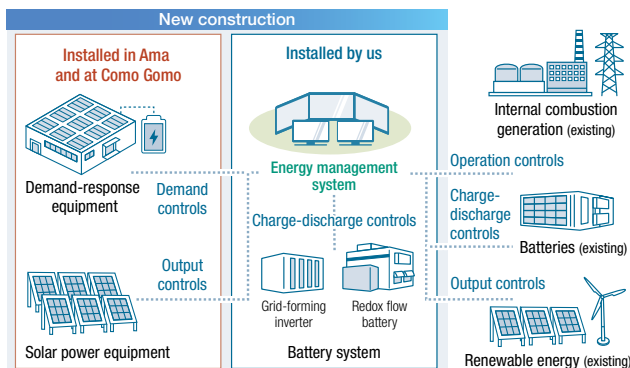 New construction
Installed in Ama
and at Como Gomo
Demand-response
equipment
Demand
controls
Output
controls
Solar power equipment
Installed by us
Energy management
system
Charge-discharge controls
Grid-forming
inverter
Redox flow
battery
Battery system
Internal combustion
generation (existing)
Operation controls
Charge-
discharge
controls
Batteries (existing)
Output controls
Renewable energy (existing)